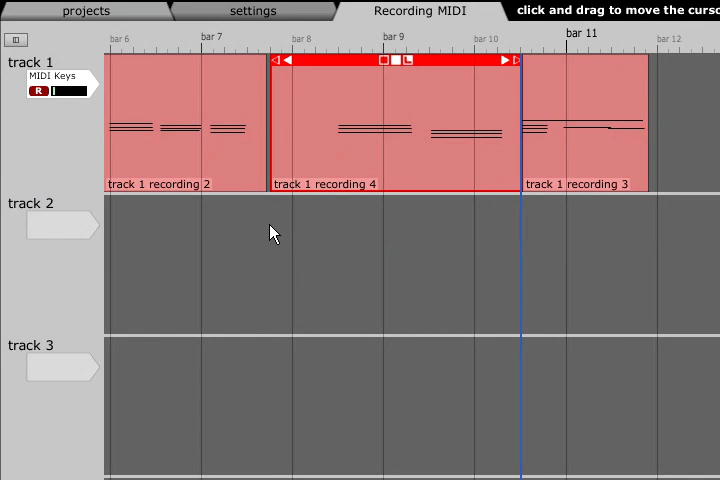 projects
settings
Recording MIDI
click and drag to move the curso
bar 6
bar 7
bar 8
bar 9
bar 10
bar 11
bar 12
track 1
MIDI Keys
R
track 1 recording 2
track 1 recording 4
track 1 recording 3
track 2
track 3